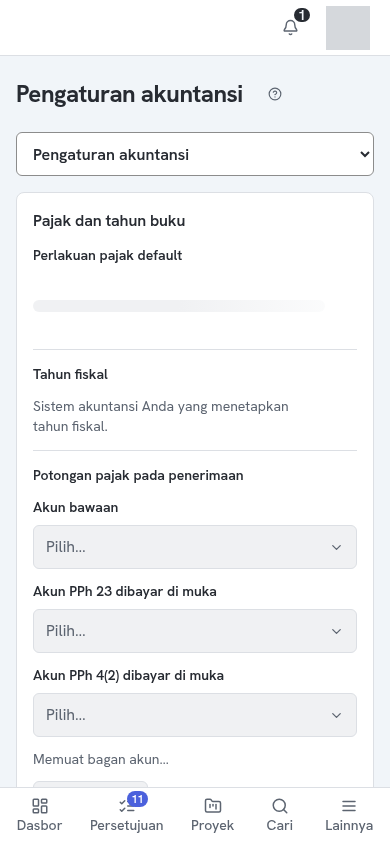 1
Pengaturan akuntansi
Pengaturan akuntansi
Pajak dan tahun buku
Perlakuan pajak default
Tahun fiskal
Sistem akuntansi Anda yang menetapkan
tahun fiskal.
Potongan pajak pada penerimaan
Akun bawaan
Pilih...
Akun PPh 23 dibayar di muka
Pilih...
Akun PPh 4(2) dibayar di muka
Pilih...
Memuat bagan akun...
11
Dasbor
Persetujuan
Proyek
Cari
Lainnya